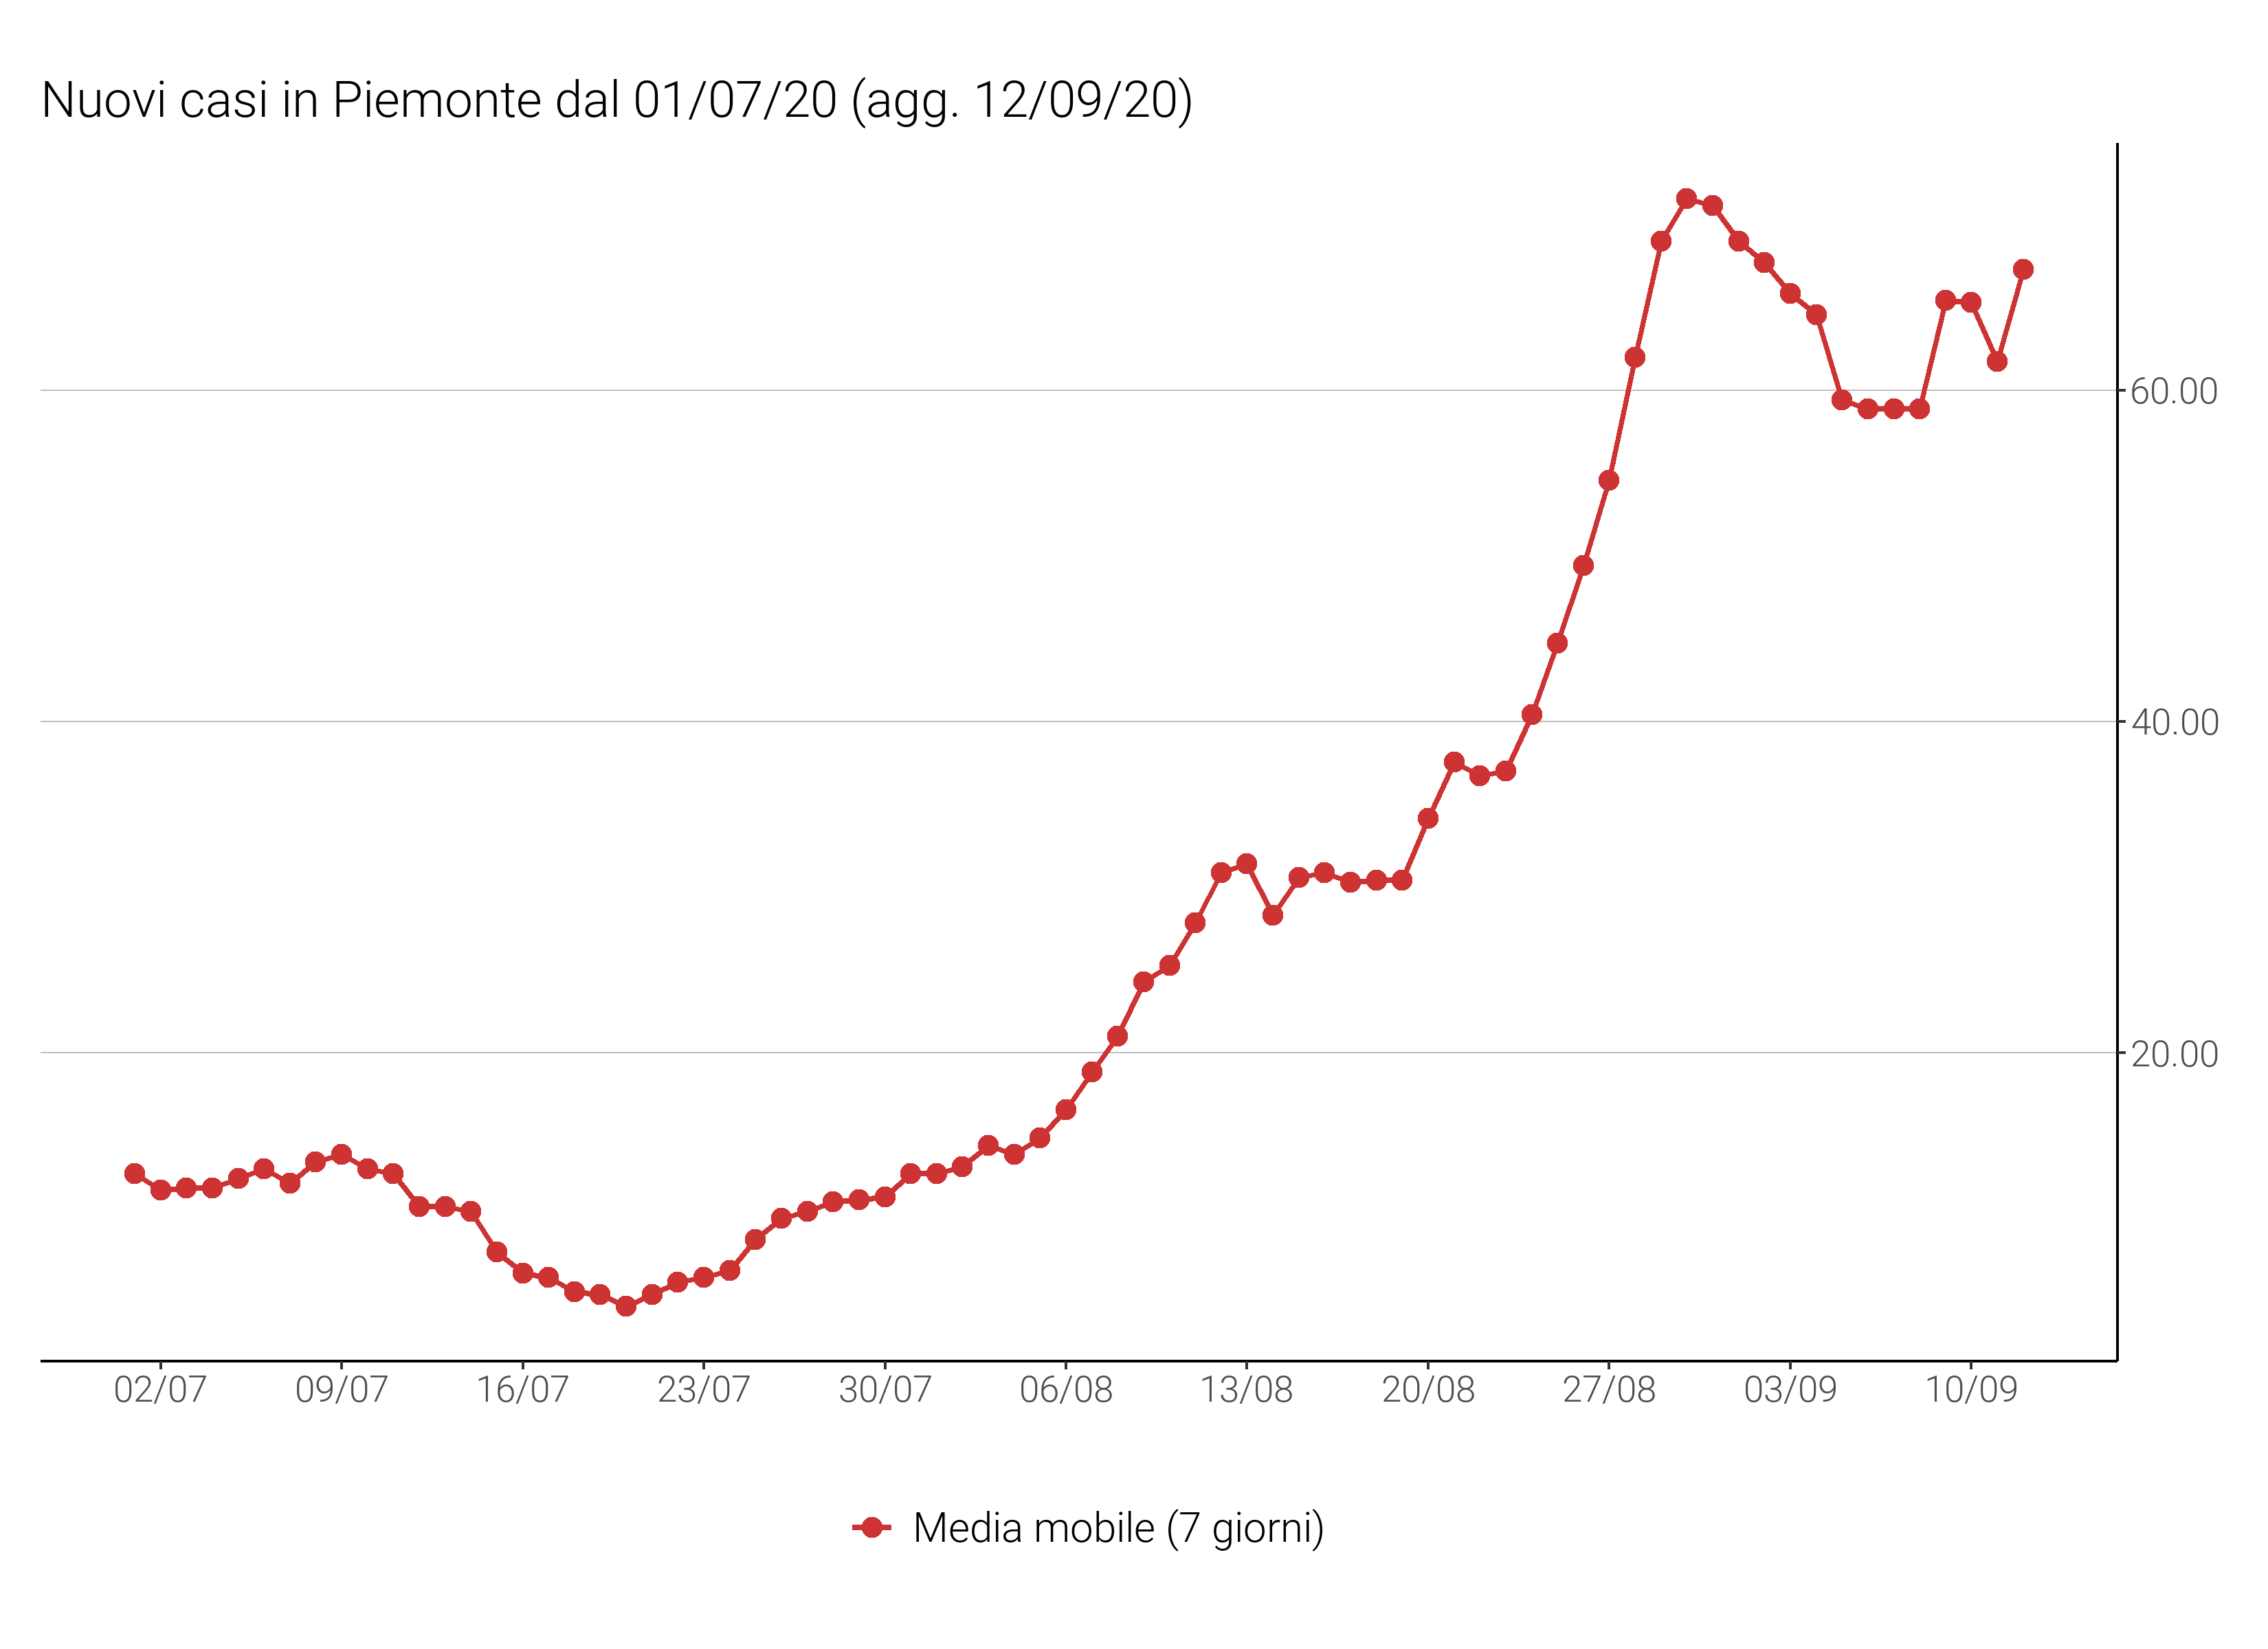 Nuovi casi in Piemonte dal 01/07/20 (agg. 12/09/20)
60.00
40.00
20.00
02/07 09/07 16/07 23/07 30/07 06/08 13/08 20/08 27/08 03/09 10/09
Media mobile (7 giorni)